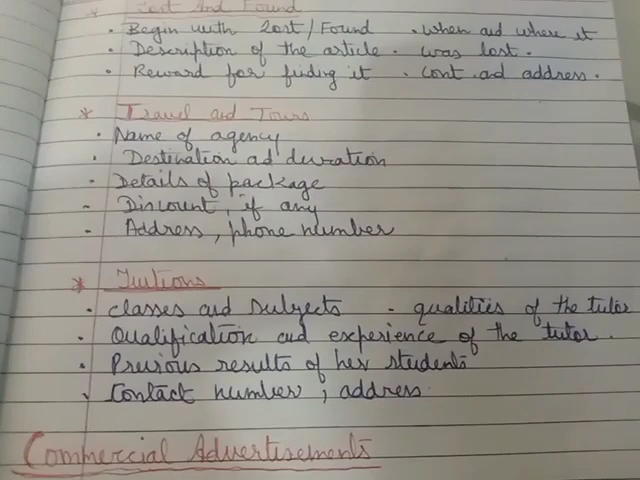 * Lost And Found
. Begin with Lost/Found . When ad where it
. Description of the article . was lost.
. Reward for finding it . Cont. ad address.
* Travel and Tours
. Name of agency
. Destination ad duration
. Details of package
- Discount, if any
- Address, phone number
* Tuitions
. Classes and subjects - qualities of the tutor
. Qualification and experience of the tutor.
. Previous results of her students
. Contact number, address
Commercial Advertisements